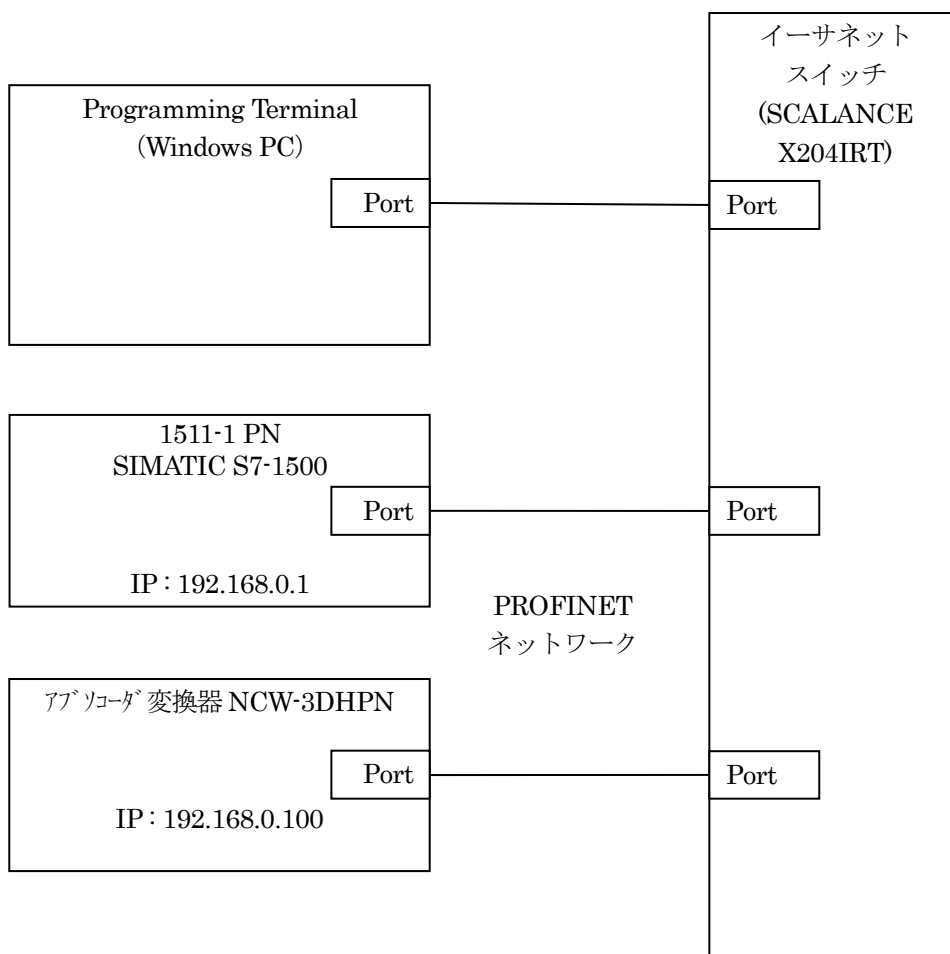 イーサネット
スイッチ
(SCALANCE
X204IRT)
Port
Programming Terminal
(Windows PC)
Port
1511-1 PN
SIMATIC S7-1500
Port
IP : 192.168.0.1
Port
PROFINET
ネットワーク
ｱﾌﾞｿｺｰﾀﾞ変換器 NCW-3DHPN
Port
IP : 192.168.0.100
Port